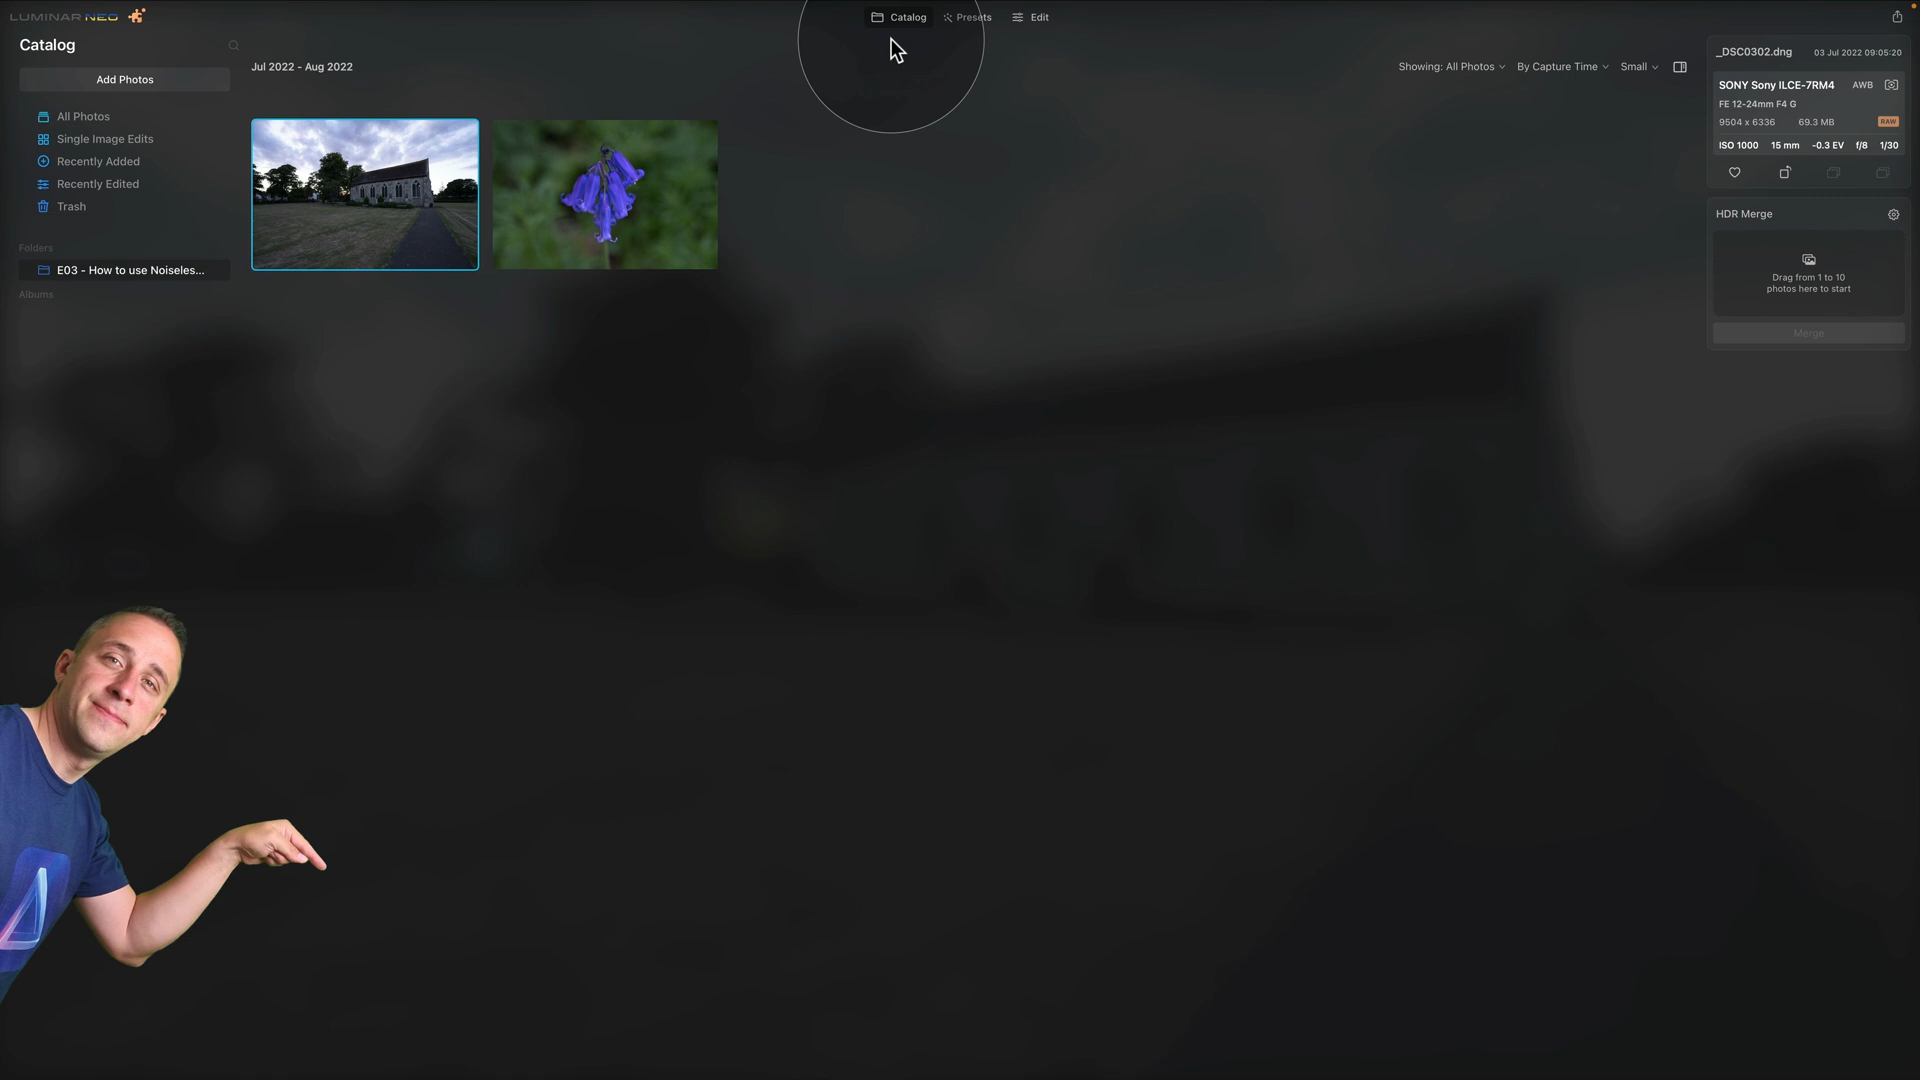 LUMINAR NEO
Catalog
Presets
Edit
Catalog
Add Photos
All Photos
Single Image Edits
Recently Added
Recently Edited
Trash
Folders
E03 - How to use Noiseles...
Albums
Jul 2022 - Aug 2022
Showing: All Photos
By Capture Time
Small
_DSC0302.dng 03 Jul 2022 09:05:20
SONY Sony ILCE-7RM4 AWB
FE 12-24mm F4 G
9504 x 6336 69.3 MB RAW
ISO 1000 15 mm -0.3 EV f/8 1/30
HDR Merge
Drag from 1 to 10
photos here to start
Merge